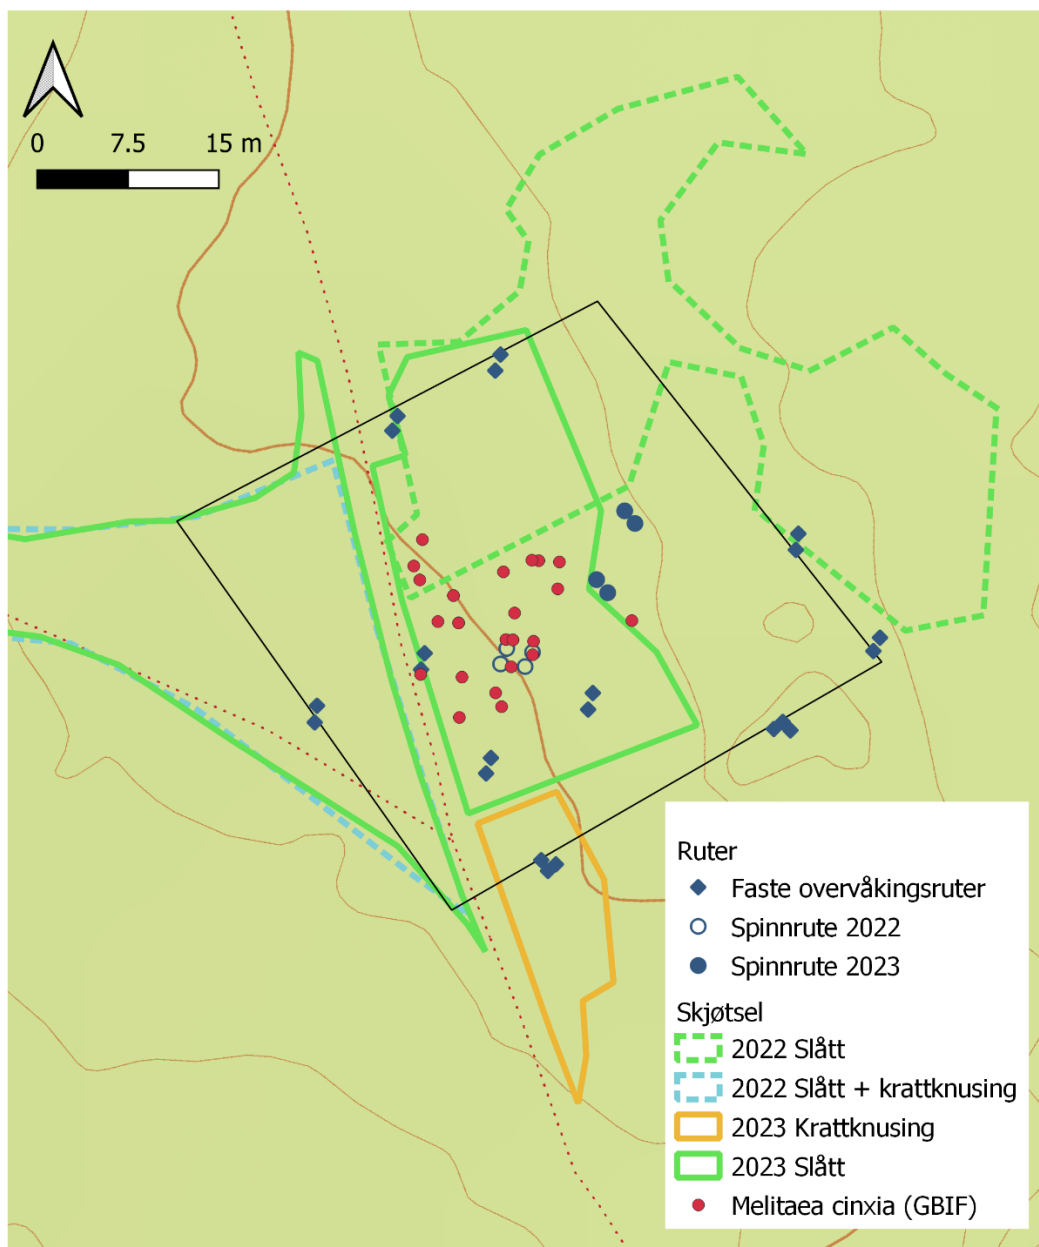 0 7.5 15 m
Ruter
Faste overvåkingsruter
Spinnrute 2022
Spinnrute 2023
Skjøtsel
2022 Slått
2022 Slått + krattknusing
2023 Krattknusing
2023 Slått
Melitaea cinxia (GBIF)